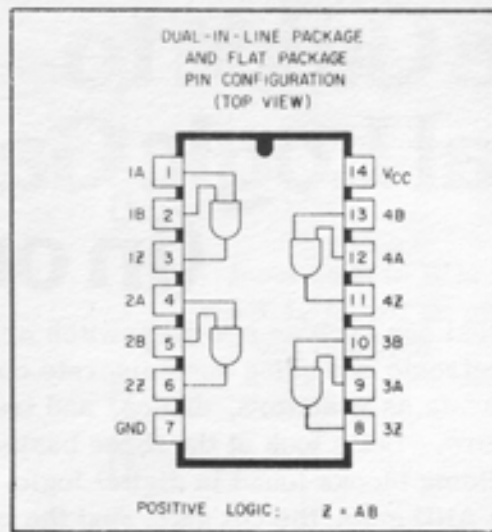 DUAL-IN-LINE PACKAGE
AND FLAT PACKAGE
PIN CONFIGURATION
(TOP VIEW)
1A 1 14 VCC
1B 2 13 4B
1Z 3 12 4A
2A 4 11 4Z
2B 5 10 3B
2Z 6 9 3A
GND 7 8 3Z
POSITIVE LOGIC: Z = AB